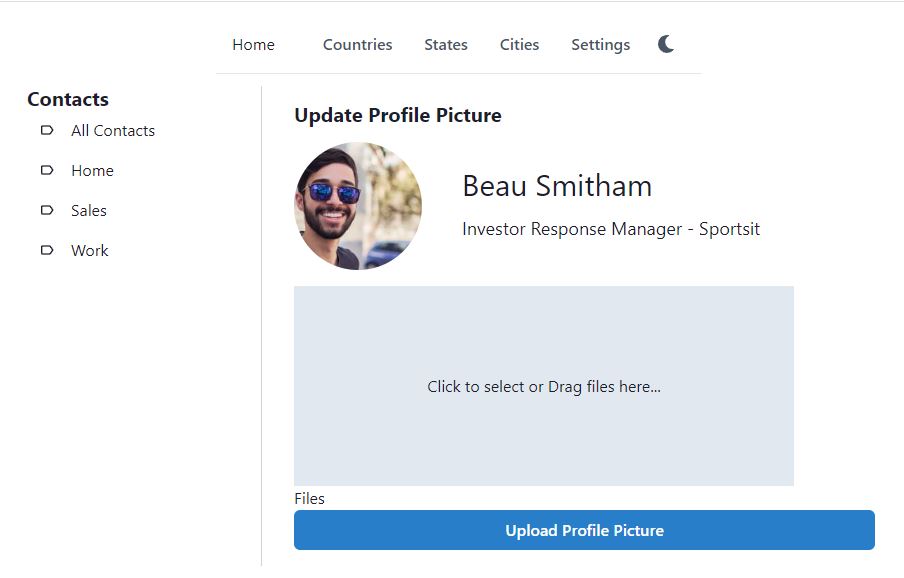 Home Countries States Cities Settings
Contacts
All Contacts
Home
Sales
Work
Update Profile Picture
Beau Smitham
Investor Response Manager - Sportsit
Click to select or Drag files here...
Files
Upload Profile Picture